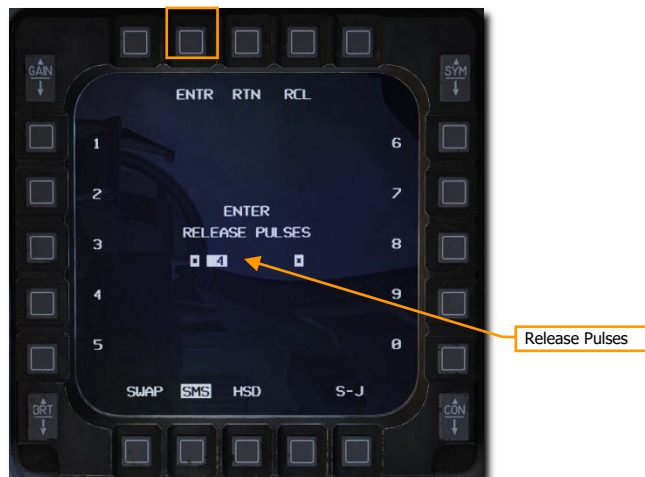 GAIN
SYM
ENTR RTN RCL
1 6
2 7
ENTER
RELEASE PULSES
3 8
4
4 9
Release Pulses
5 0
SWAP SMS HSD S-J
BRT
CON